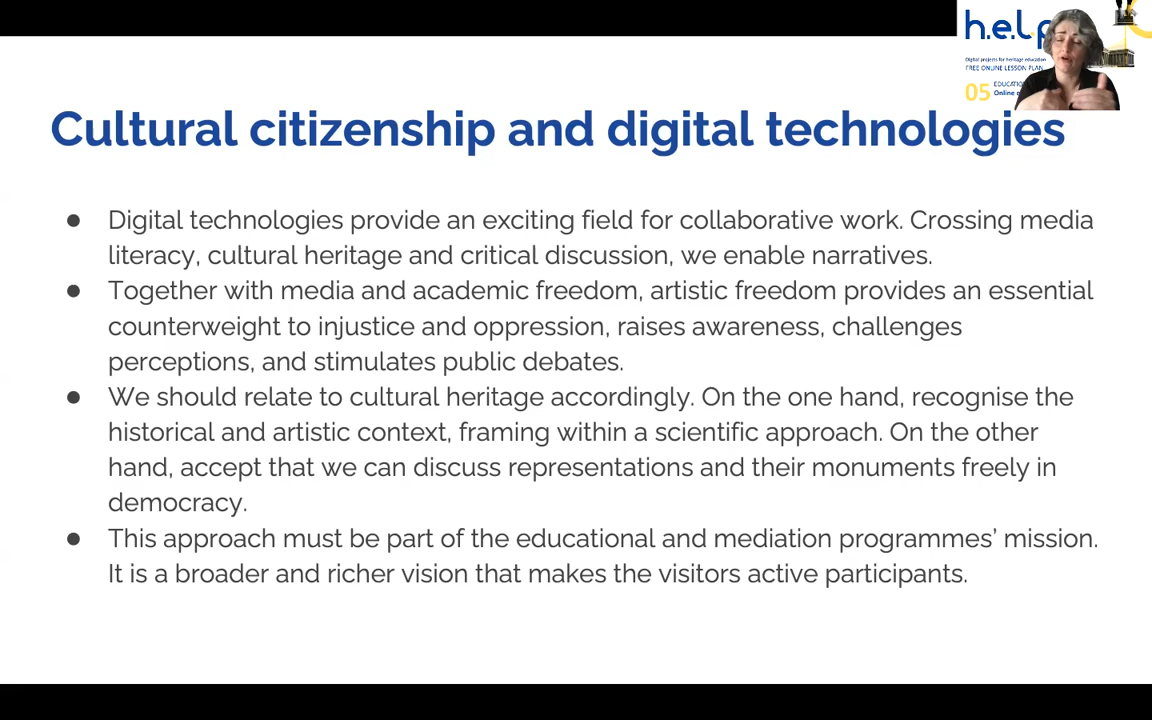 h.e.l.p
Digital projects for heritage education
FREE ONLINE LESSON PLAN
05
Online
Cultural citizenship and digital technologies
● Digital technologies provide an exciting field for collaborative work. Crossing media
literacy, cultural heritage and critical discussion, we enable narratives.
● Together with media and academic freedom, artistic freedom provides an essential
counterweight to injustice and oppression, raises awareness, challenges
perceptions, and stimulates public debates.
● We should relate to cultural heritage accordingly. On the one hand, recognise the
historical and artistic context, framing within a scientific approach. On the other
hand, accept that we can discuss representations and their monuments freely in
democracy.
● This approach must be part of the educational and mediation programmes’ mission.
It is a broader and richer vision that makes the visitors active participants.